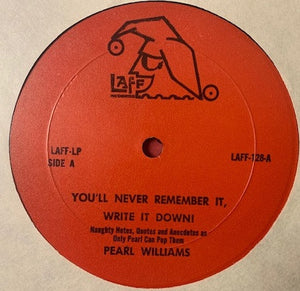 LAFF
RECORDS
LAFF-LP
SIDE A
LAFF-128-A
YOU'LL NEVER REMEMBER IT,
WRITE IT DOWN!
Naughty Notes, Quotes and Anecdotes as
Only Pearl Can Pop Them
PEARL WILLIAMS